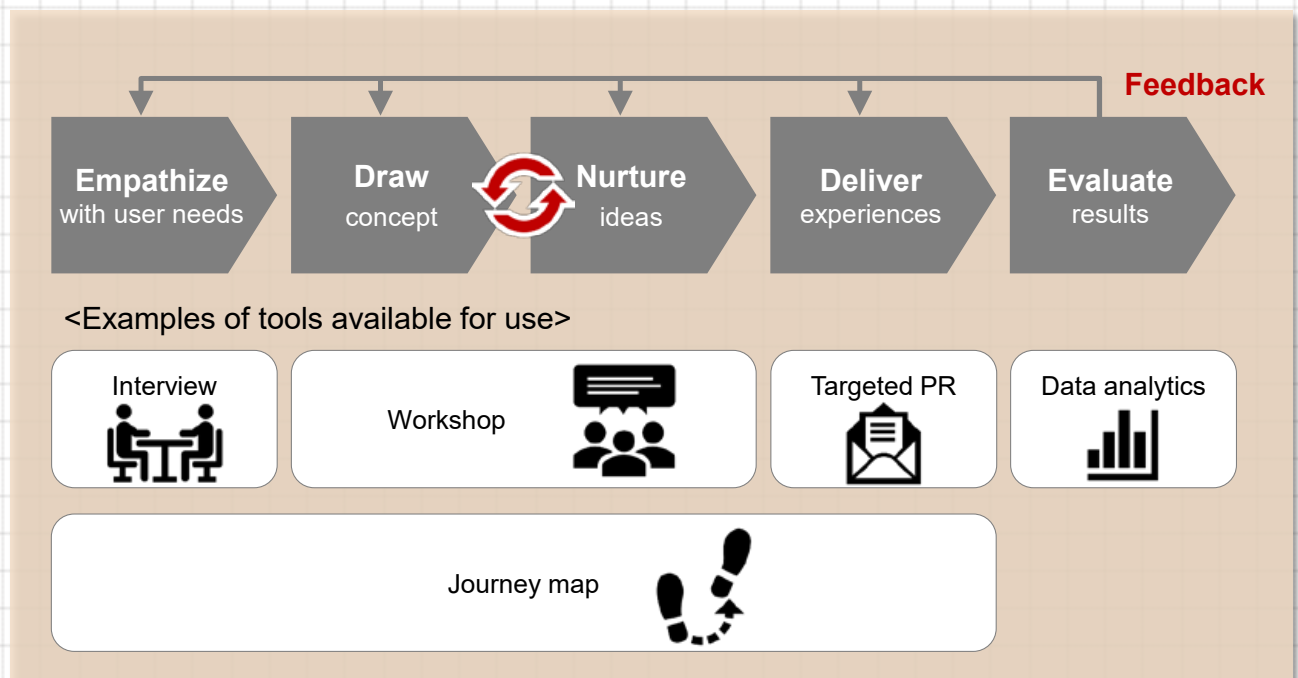 Feedback
Empathize
with user needs
Draw
concept
Nurture
ideas
Deliver
experiences
Evaluate
results
<Examples of tools available for use>
Interview
Workshop
Targeted PR
Data analytics
Journey map